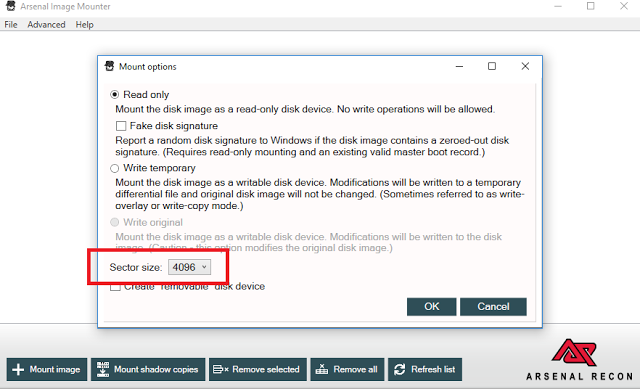 Arsenal Image Mounter
File Advanced Help
Mount options
Read only
Mount the disk image as a read-only disk device. No write operations will be allowed.
Fake disk signature
Report a random disk signature to Windows if the disk image contains a zeroed-out disk
signature. (Requires read-only mounting and an existing valid master boot record.)
Write temporary
Mount the disk image as a writable disk device. Modifications will be written to a temporary
differential file and original disk image will not be changed. (Sometimes referred to as write-
overlay or write-copy mode.)
Write original
Mount the disk image as a writable disk device. Modifications will be written to the disk
image. (Caution - this option modifies the original disk image.)
Sector size: 4096
Create "removable" disk device
OK Cancel
Mount image Mount shadow copies Remove selected Remove all Refresh list
ARSENAL RECON